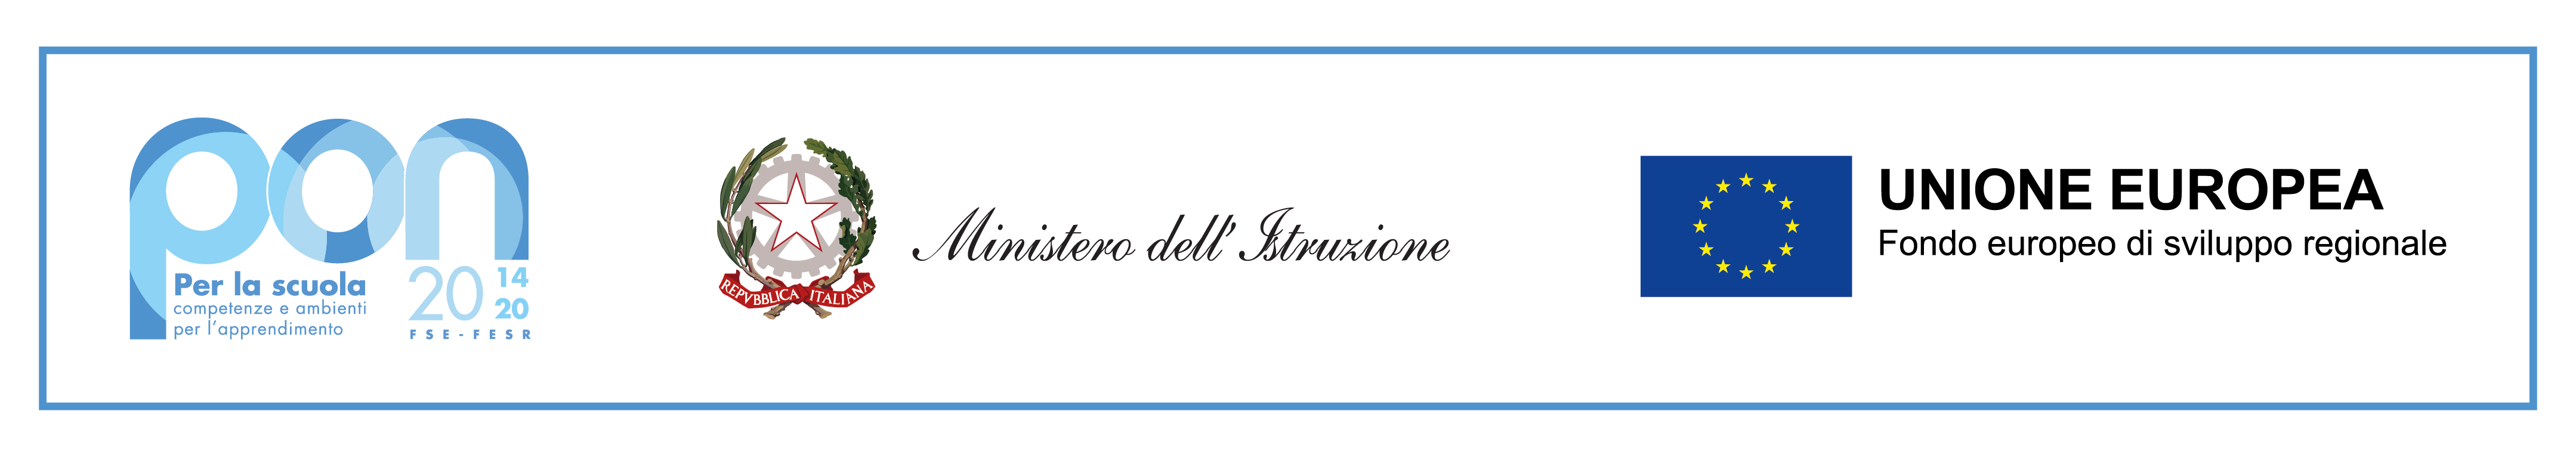 pon
Per la scuola
competenze e ambienti
per l'apprendimento
20 14
20
FSE-FESR
REPVBBLICA ITALIANA
Ministero dell'Istruzione
UNIONE EUROPEA
Fondo europeo di sviluppo regionale